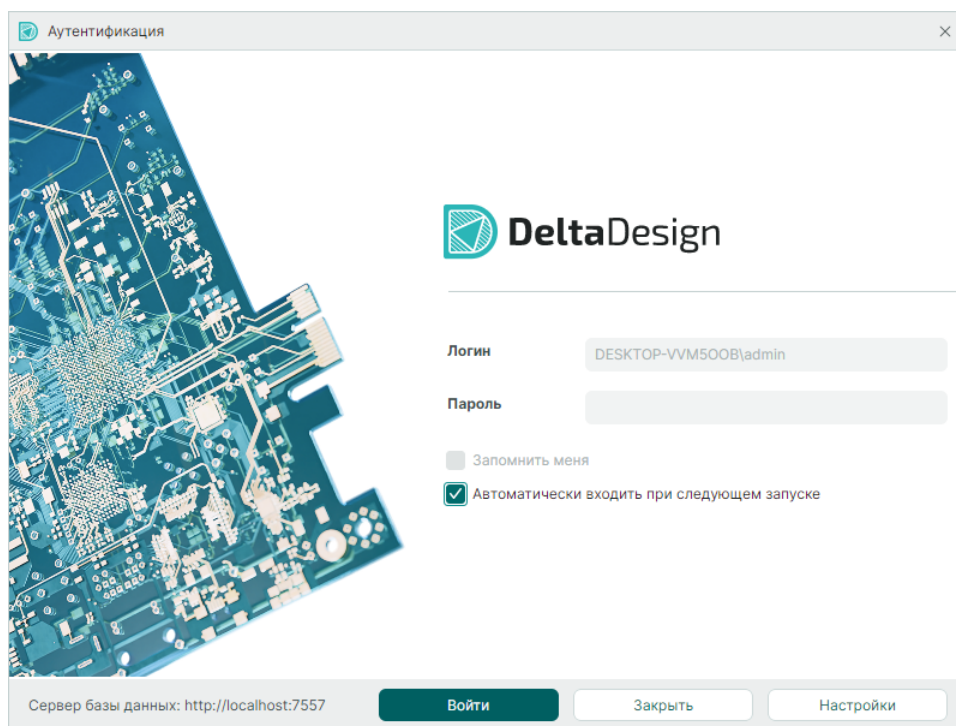 Аутентификация
DeltaDesign
Логин
DESKTOP-VVM5OOB\admin
Пароль
Запомнить меня
Автоматически входить при следующем запуске
Сервер базы данных: http://localhost:7557
Войти
Закрыть
Настройки